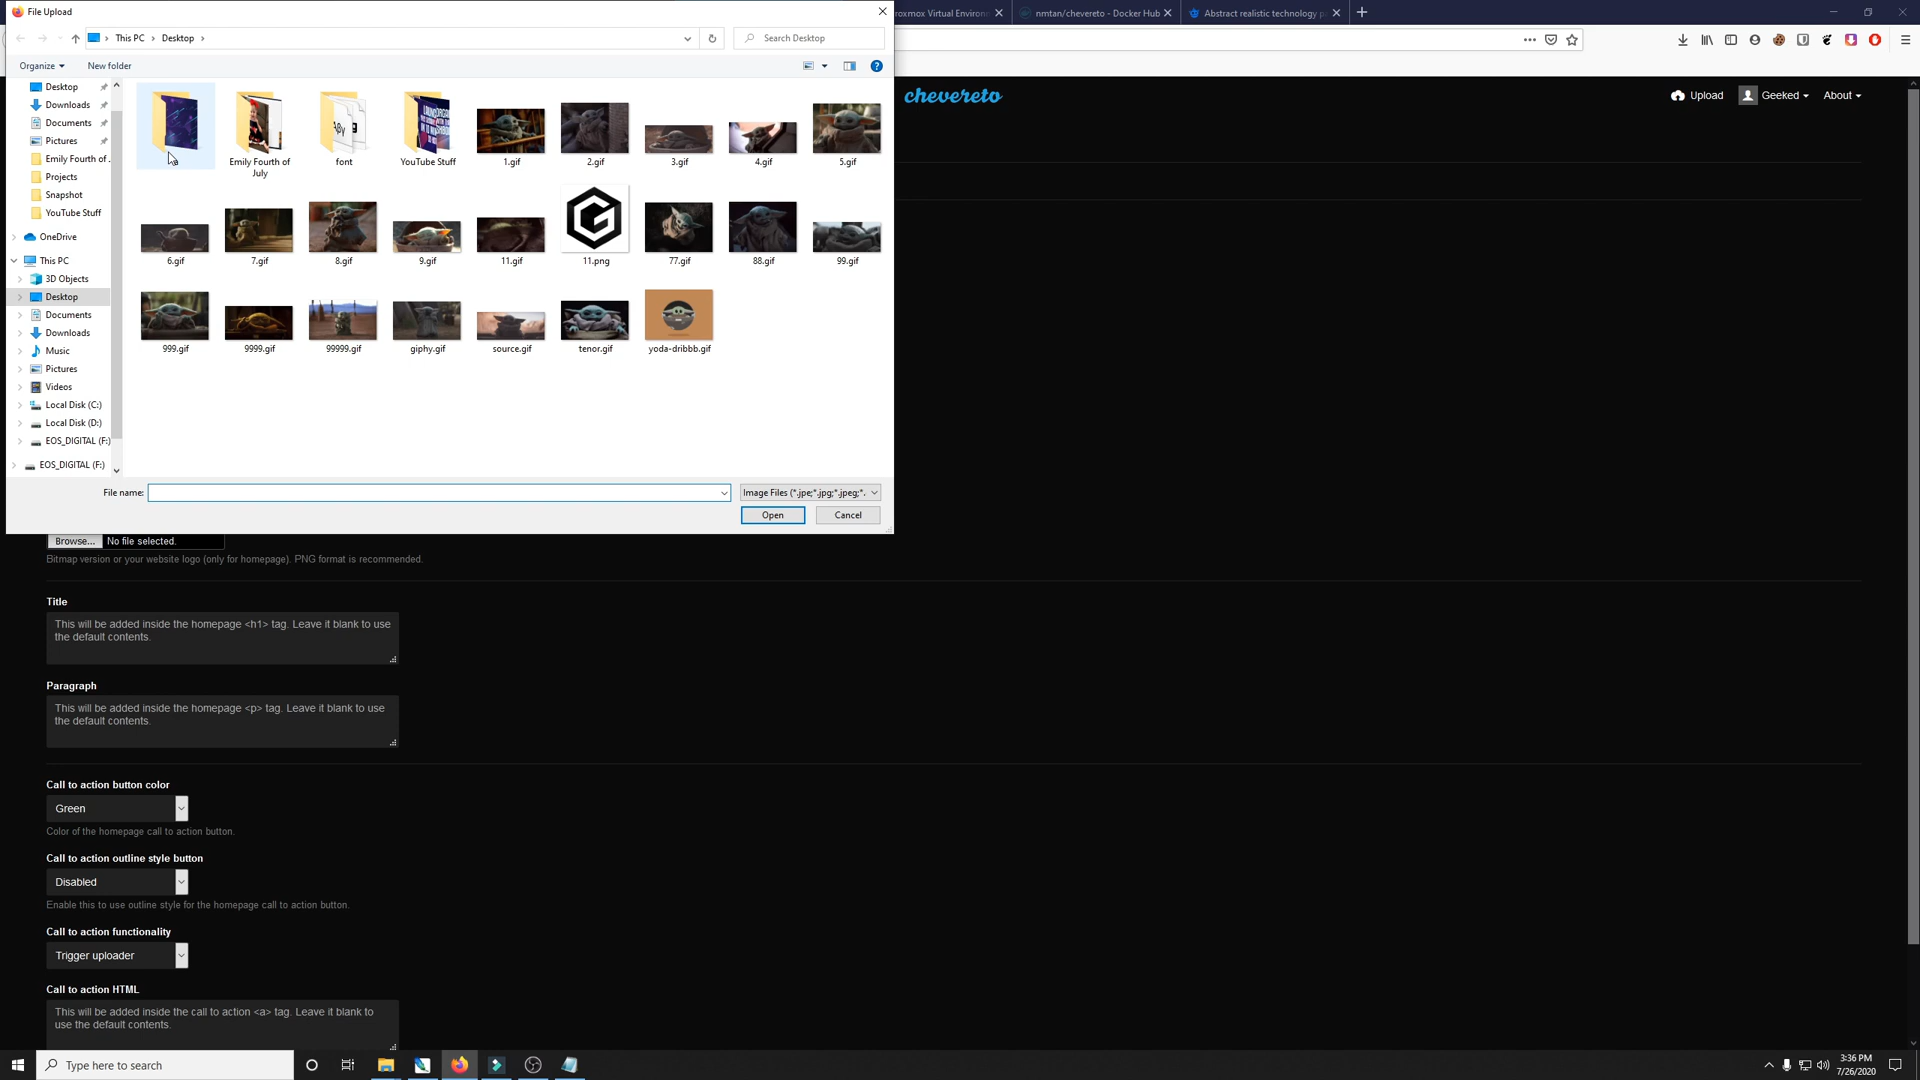 File Upload
roxmox Virtual Environ
nmtan/chevereto - Docker Hub
Abstract realistic technology p
This PC > Desktop >
Search Desktop
Organize
New folder
Desktop
Downloads
Documents
Pictures
Emily Fourth of .
Projects
Snapshot
YouTube Stuff
OneDrive
This PC
3D Objects
Desktop
Documents
Downloads
Music
Pictures
Videos
Local Disk (C:)
Local Disk (D:)
EOS_DIGITAL (F:)
EOS_DIGITAL (F:)
Emily Fourth of
July
font
YouTube Stuff
1.gif
2.gif
3.gif
4.gif
5.gif
6.gif
7.gif
8.gif
9.gif
11.gif
11.png
77.gif
88.gif
99.gif
999.gif
9999.gif
99999.gif
giphy.gif
source.gif
tenor.gif
yoda-dribbb.gif
File name:
Image Files (*.jpe;*.jpg;*.jpeg;*.
Open
Cancel
chevereto
Upload
Geeked
About
Browse... No file selected.
Bitmap version or your website logo (only for homepage). PNG format is recommended.
Title
This will be added inside the homepage <h1> tag. Leave it blank to use
the default contents.
Paragraph
This will be added inside the homepage <p> tag. Leave it blank to use
the default contents.
Call to action button color
Green
Color of the homepage call to action button.
Call to action outline style button
Disabled
Enable this to use outline style for the homepage call to action button.
Call to action functionality
Trigger uploader
Call to action HTML
This will be added inside the call to action <a> tag. Leave it blank to
use the default contents.
Type here to search
3:36 PM
7/26/2020